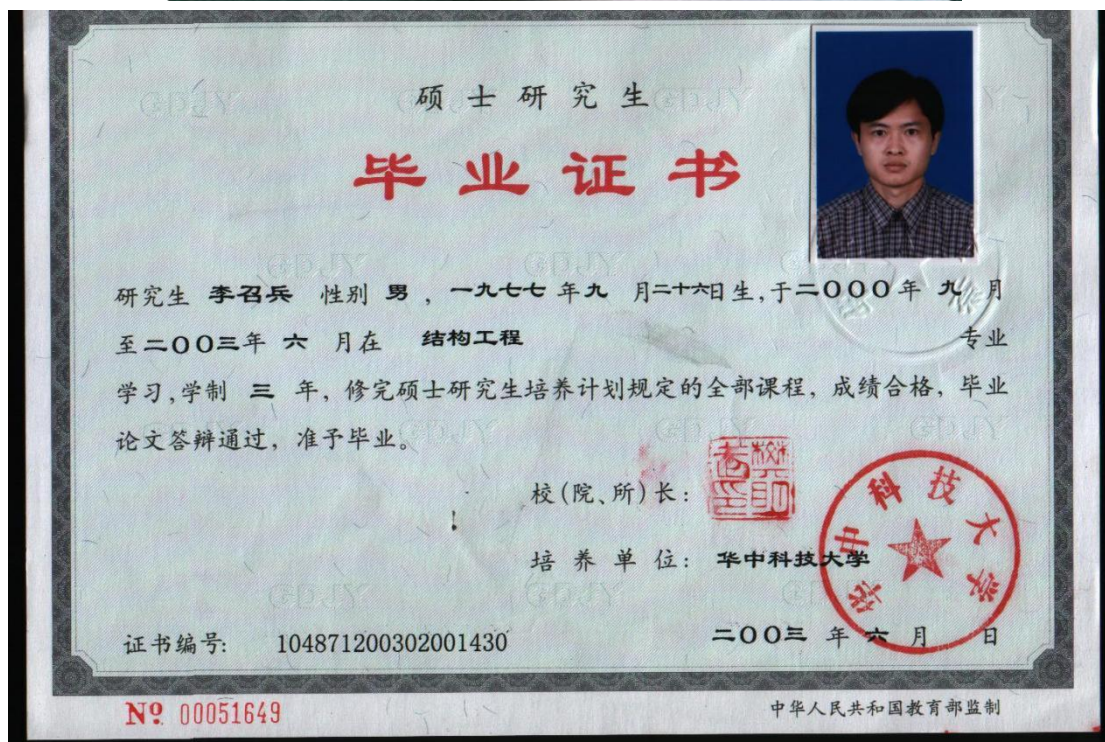 硕士研究生
毕业证书
研究生 李召兵 性别 男 , 一九七七 年 九 月 二十六日生,于二〇〇〇年 九 月
至二〇〇三年 六 月在 结构工程 专业
学习,学制 三 年, 修完硕士研究生培养计划规定的全部课程, 成绩合格, 毕业
论文答辩通过, 准予毕业。
校(院、所)长:
培养单位: 华中科技大学
华中科技大学
证书编号: 104871200302001430
二〇〇三 年 六 月 日
№ 00051649
中华人民共和国教育部监制
GDJY